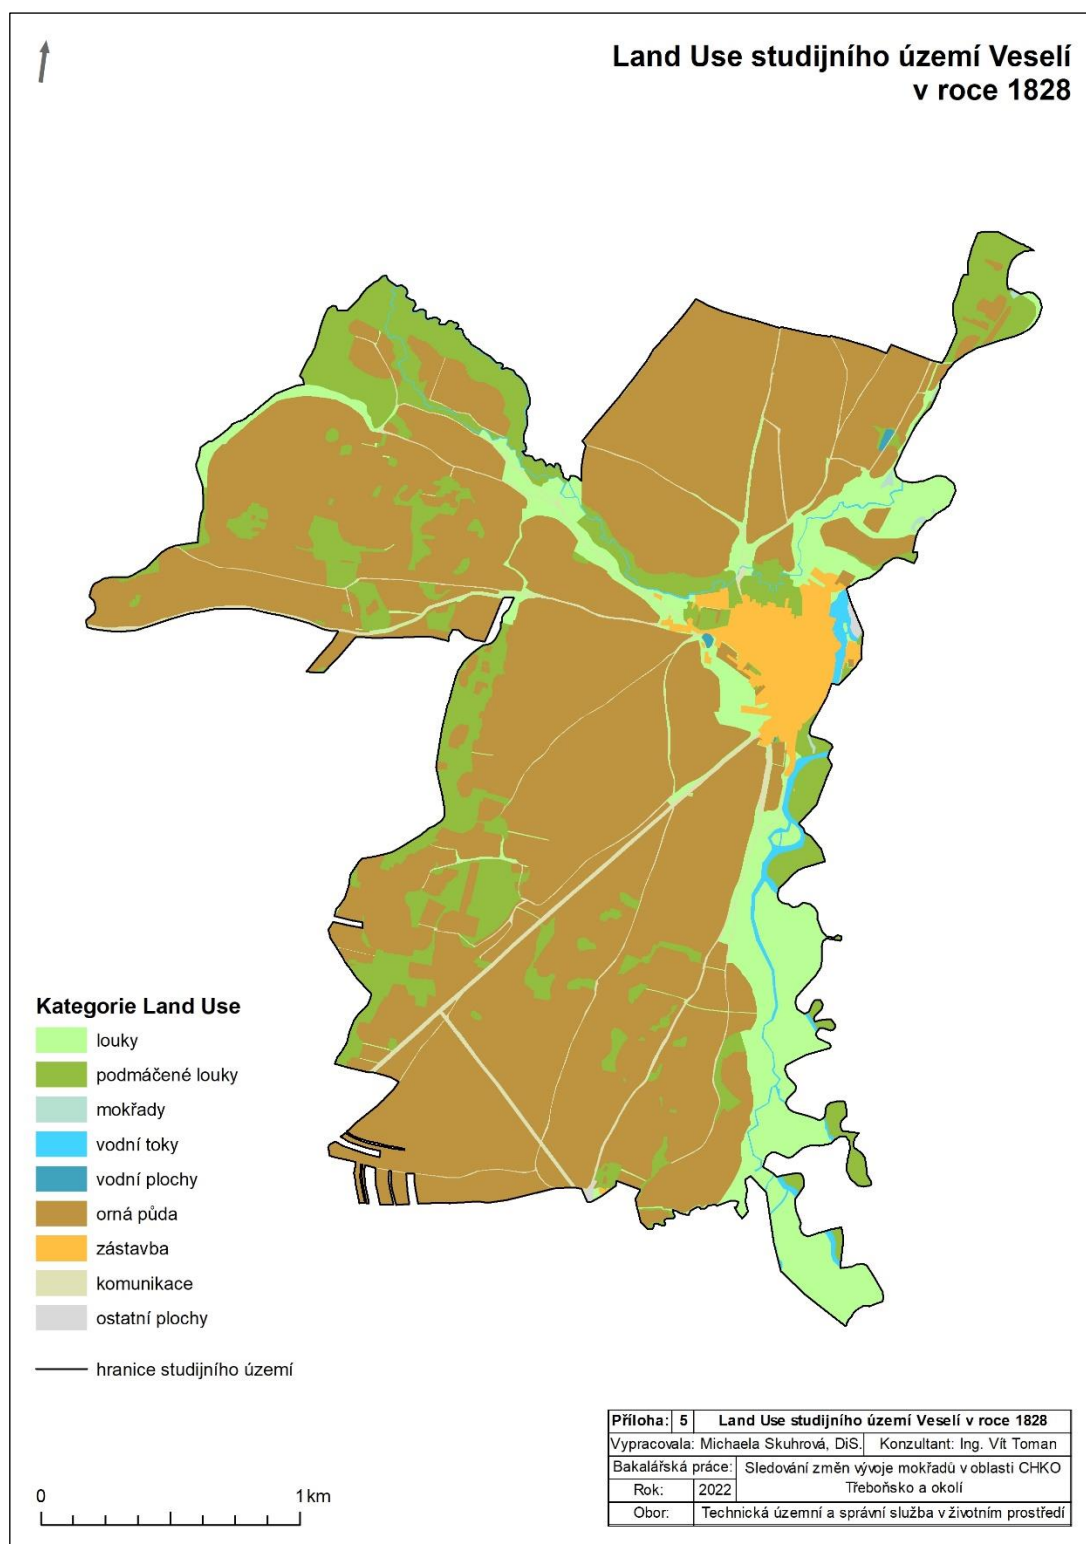 Land Use studijního území Veselí
v roce 1828
Kategorie Land Use
louky
podmáčené louky
mokřady
vodní toky
vodní plochy
orná půda
zástavba
komunikace
ostatní plochy
hranice studijního území
0 1 km
Příloha: 5 Land Use studijního území Veselí v roce 1828
Vypracovala: Michaela Skuhrová, DiS. Konzultant: Ing. Vít Toman
Bakalářská práce: Sledování změn vývoje mokřadů v oblasti CHKO
Třeboňsko a okolí
Rok: 2022
Obor: Technická územní a správní služba v životním prostředí